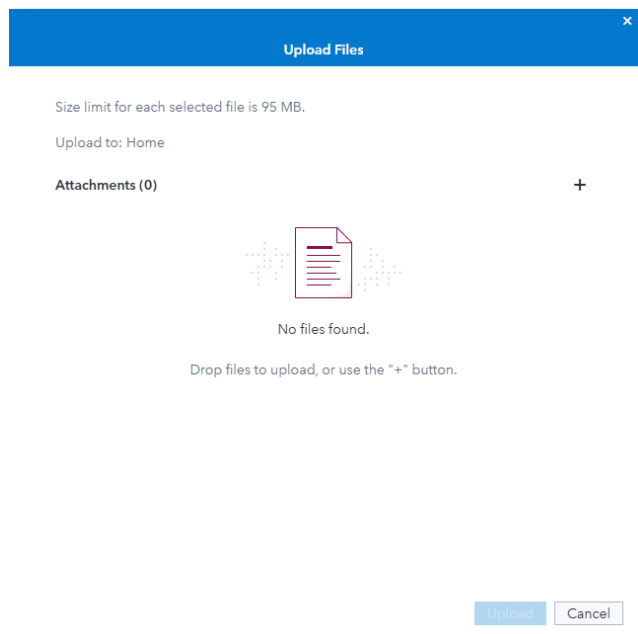 ×
Upload Files
Size limit for each selected file is 95 MB.
Upload to: Home
Attachments (0) +
No files found.
Drop files to upload, or use the "+" button.
Upload Cancel